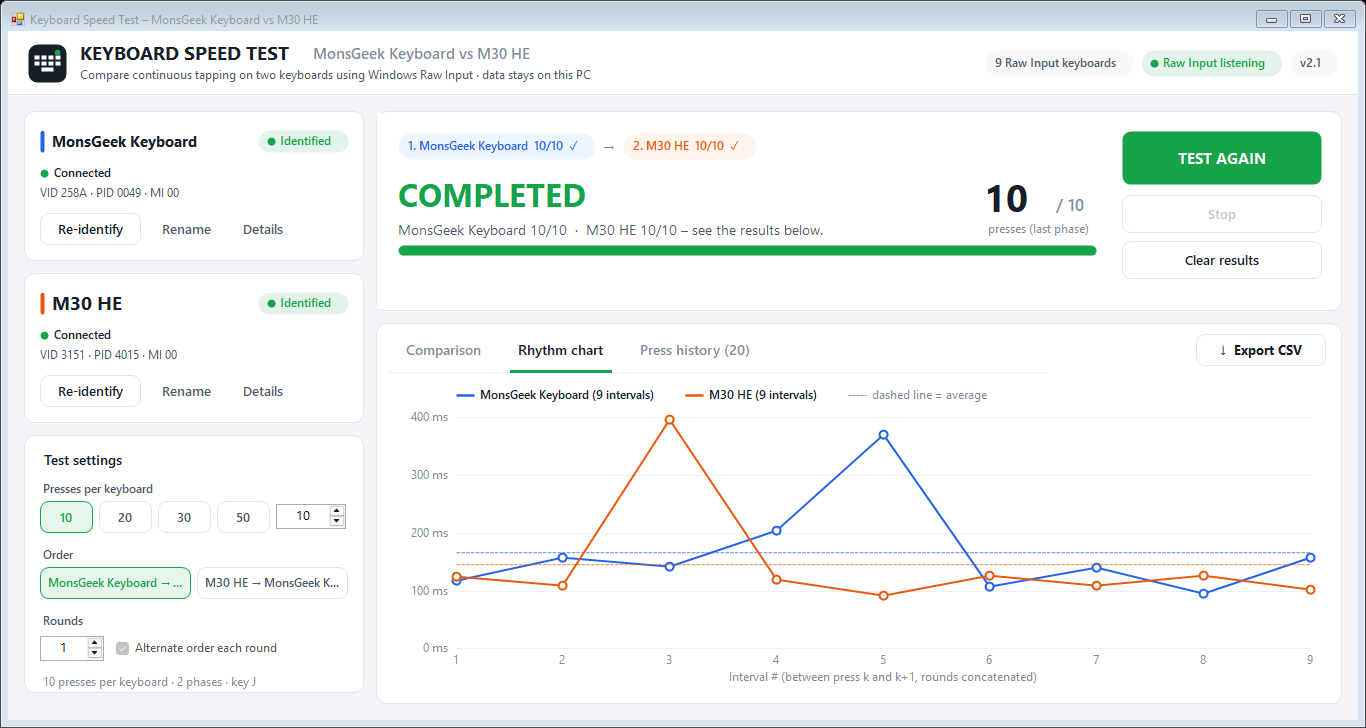 Keyboard Speed Test – MonsGeek Keyboard vs M30 HE
KEYBOARD SPEED TEST MonsGeek Keyboard vs M30 HE
Compare continuous tapping on two keyboards using Windows Raw Input · data stays on this PC
9 Raw Input keyboards
Raw Input listening
v2.1
MonsGeek Keyboard
Identified
Connected
VID 258A · PID 0049 · MI 00
Re-identify
Rename
Details
M30 HE
Identified
Connected
VID 3151 · PID 4015 · MI 00
Re-identify
Rename
Details
Test settings
Presses per keyboard
10 20 30 50 10
Order
MonsGeek Keyboard → ...
M30 HE → MonsGeek K...
Rounds
1
Alternate order each round
10 presses per keyboard · 2 phases · key J
1. MonsGeek Keyboard 10/10 ✓ → 2. M30 HE 10/10 ✓
COMPLETED
MonsGeek Keyboard 10/10 · M30 HE 10/10 – see the results below.
10 / 10
presses (last phase)
TEST AGAIN
Stop
Clear results
Comparison
Rhythm chart
Press history (20)
↓ Export CSV
MonsGeek Keyboard (9 intervals)
M30 HE (9 intervals)
----- dashed line = average
400 ms
300 ms
200 ms
100 ms
0 ms
1 2 3 4 5 6 7 8 9
Interval # (between press k and k+1, rounds concatenated)